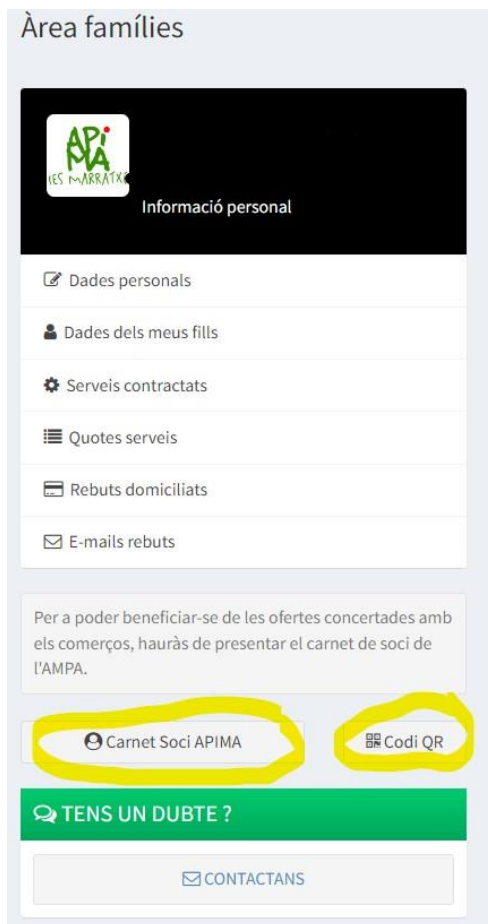 Àrea famílies
APiMA
IES MARRATXÍ
Informació personal
Dades personals
Dades dels meus fills
Serveis contractats
Quotes serveis
Rebuts domiciliats
E-mails rebuts
Per a poder beneficiar-se de les ofertes concertades amb
els comerços, hauràs de presentar el carnet de soci de
l'AMPA.
Carnet Soci APIMA
Codi QR
TENS UN DUBTE ?
CONTACTANS